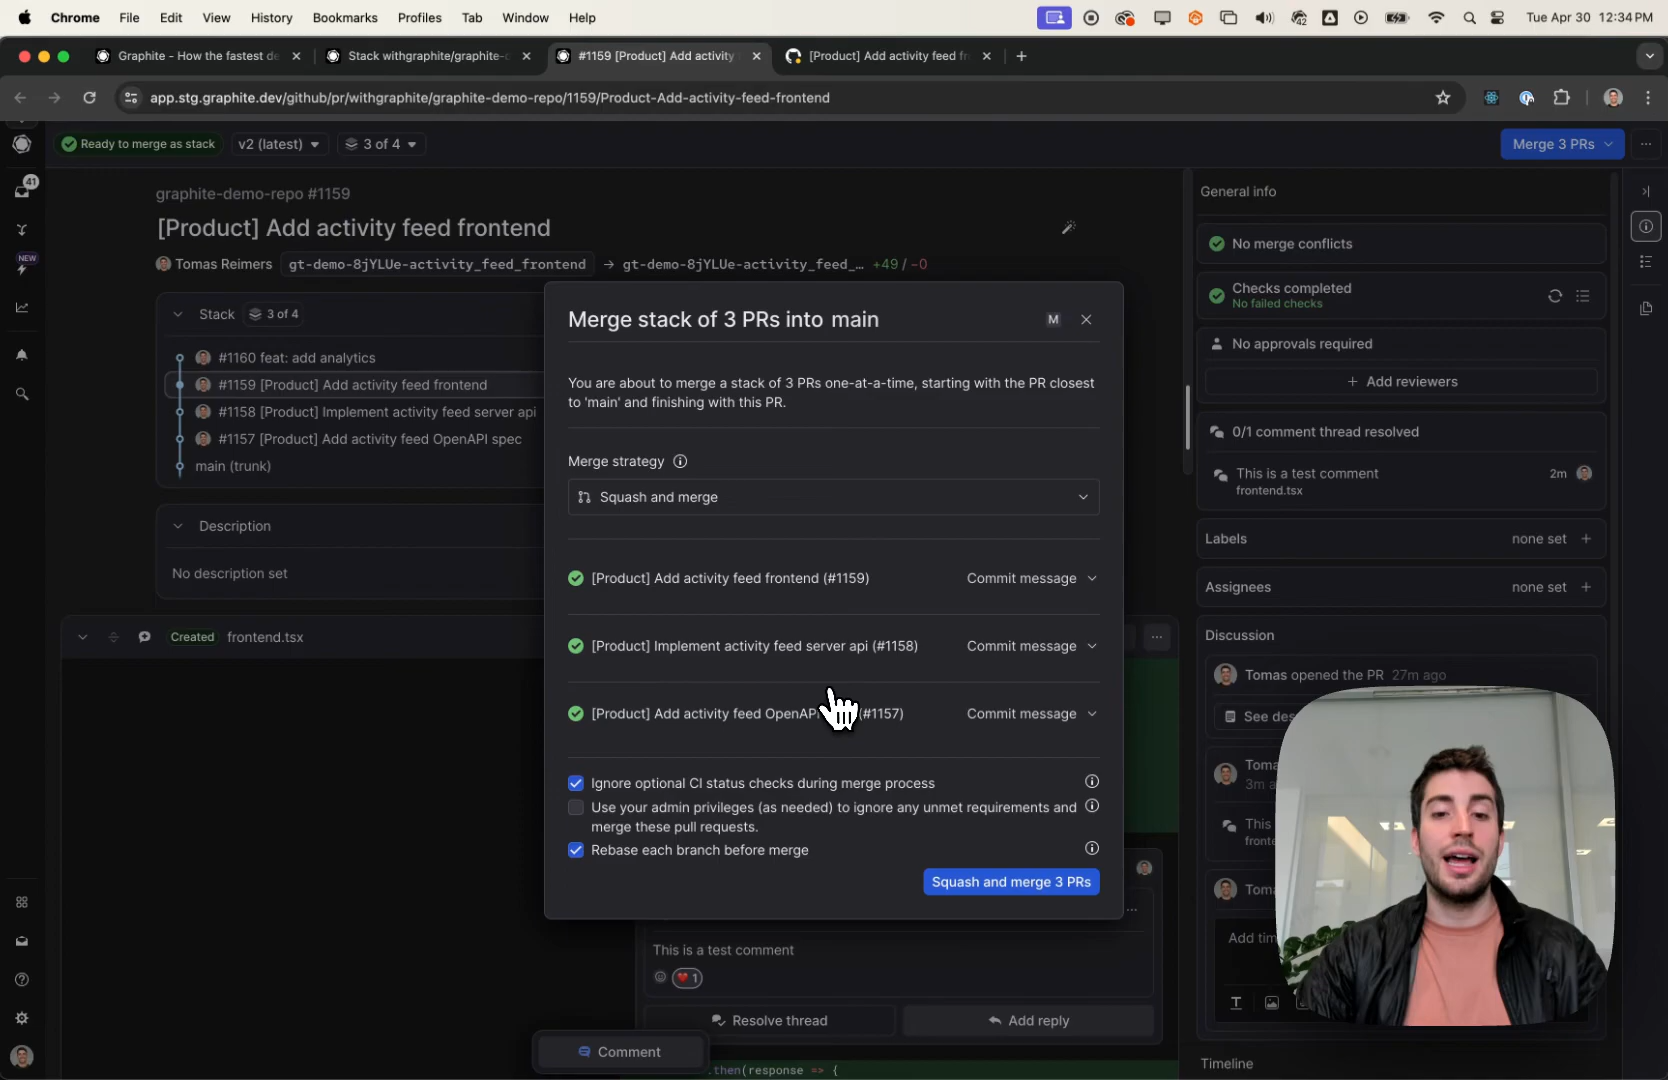 Chrome File Edit View History Bookmarks Profiles Tab Window Help Tue Apr 30 12:34 PM
Graphite - How the fastest de
Stack withgraphite/graphite-
#1159 [Product] Add activity
[Product] Add activity feed fr
app.stg.graphite.dev/github/pr/withgraphite/graphite-demo-repo/1159/Product-Add-activity-feed-frontend
Ready to merge as stack v2 (latest) 3 of 4 Merge 3 PRs
41
NEW
graphite-demo-repo #1159
[Product] Add activity feed frontend
Tomas Reimers gt-demo-8jYLUe-activity_feed_frontend → gt-demo-8jYLUe-activity_feed_… +49 / −0
Stack 3 of 4
#1160 feat: add analytics
#1159 [Product] Add activity feed frontend
#1158 [Product] Implement activity feed server api
#1157 [Product] Add activity feed OpenAPI spec
main (trunk)
Description
No description set
Created frontend.tsx
Merge stack of 3 PRs into main M
You are about to merge a stack of 3 PRs one-at-a-time, starting with the PR closest
to 'main' and finishing with this PR.
Merge strategy
Squash and merge
[Product] Add activity feed frontend (#1159) Commit message
[Product] Implement activity feed server api (#1158) Commit message
[Product] Add activity feed OpenAP (#1157) Commit message
Ignore optional CI status checks during merge process
Use your admin privileges (as needed) to ignore any unmet requirements and
merge these pull requests.
Rebase each branch before merge
Squash and merge 3 PRs
This is a test comment
❤️ 1
Resolve thread Add reply
Comment
.then(response => {
General info
No merge conflicts
Checks completed
No failed checks
No approvals required
+ Add reviewers
0/1 comment thread resolved
This is a test comment 2m
frontend.tsx
Labels none set +
Assignees none set +
Discussion
Tomas opened the PR 27m ago
See des
Toma
3m a
This
fronte
Toma
Add tim
Timeline